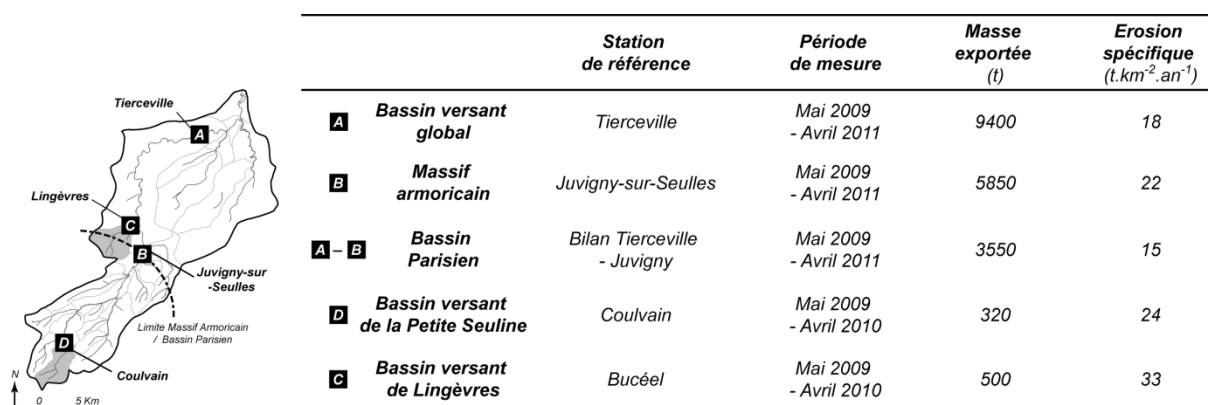 Tierceville
A
Lingèvres
C
B
Juvigny-sur
-Seulles
Limite Massif Armoricain
/ Bassin Parisien
D
Coulvain
N
0 5 Km
Station
de référence
Période
de mesure
Masse
exportée
(t)
Erosion
spécifique
(t.km-2.an-1)
A Bassin versant
global
Tierceville
Mai 2009
- Avril 2011
9400
18
B Massif
armoricain
Juvigny-sur-Seulles
Mai 2009
- Avril 2011
5850
22
A – B Bassin
Parisien
Bilan Tierceville
- Juvigny
Mai 2009
- Avril 2011
3550
15
D Bassin versant
de la Petite Seuline
Coulvain
Mai 2009
- Avril 2010
320
24
C Bassin versant
de Lingèvres
Bucéel
Mai 2009
- Avril 2010
500
33